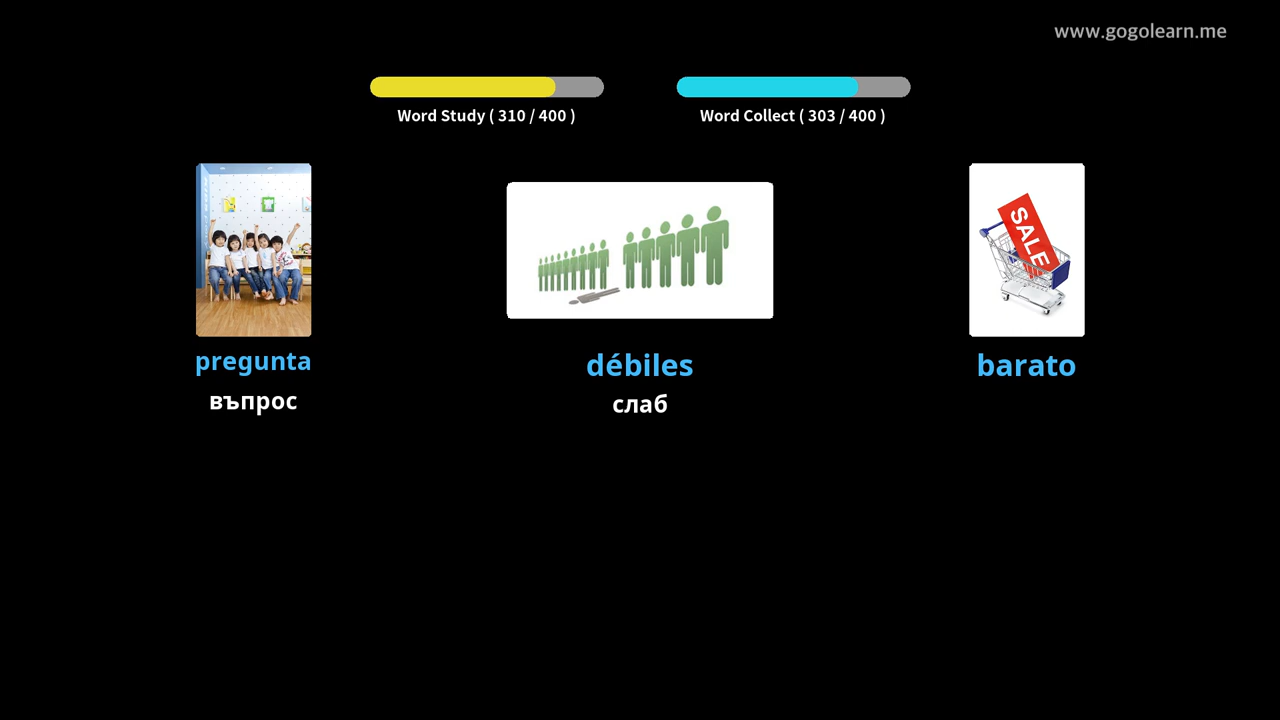 www.gogolearn.me
Word Study ( 310 / 400 )
Word Collect ( 303 / 400 )
SALE
pregunta
débiles
barato
въпрос
слаб